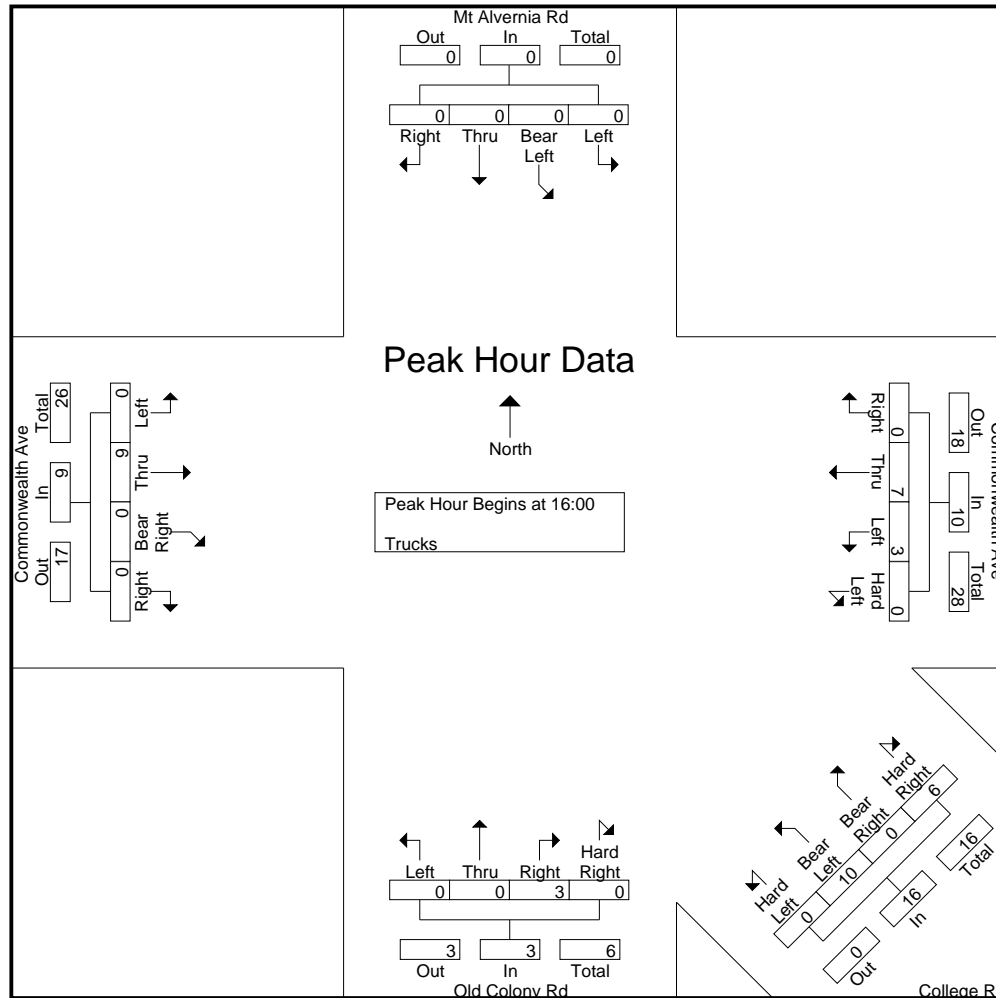 Mt Alvernia Rd
Out In Total
0 0 0
0 0 0 0
Right Thru Bear Left Left
Peak Hour Data
North
Peak Hour Begins at 16:00
Trucks
Commonwealth Ave
Total In Out
26 9 17
0 9 0 0
Left Thru Bear Right Right
Right Thru Left Hard Left
0 7 3 0
Out In Total
18 10 28
Commonwealth Ave
Hard Left Bear Left Bear Right Hard Right
0 10 0 6
Out In Total
0 16 16
College R
Left Thru Right Hard Right
0 0 3 0
3 3 6
Out In Total
Old Colony Rd